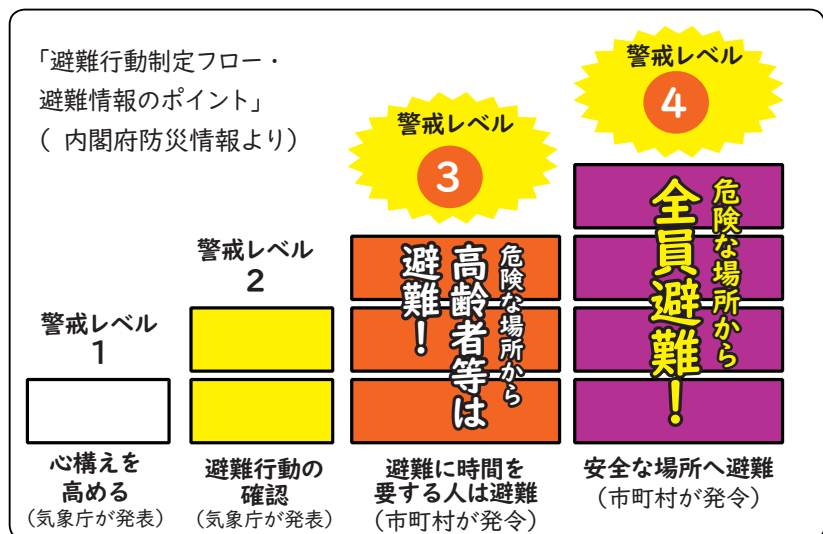 「避難行動制定フロー・
避難情報のポイント」
( 内閣府防災情報より)
警戒レベル
1
心構えを
高める
(気象庁が発表)
警戒レベル
2
避難行動の
確認
(気象庁が発表)
警戒レベル
3
危険な場所から
高齢者等は
避難!
避難に時間を
要する人は避難
(市町村が発令)
警戒レベル
4
危険な場所から
全員避難!
安全な場所へ避難
(市町村が発令)